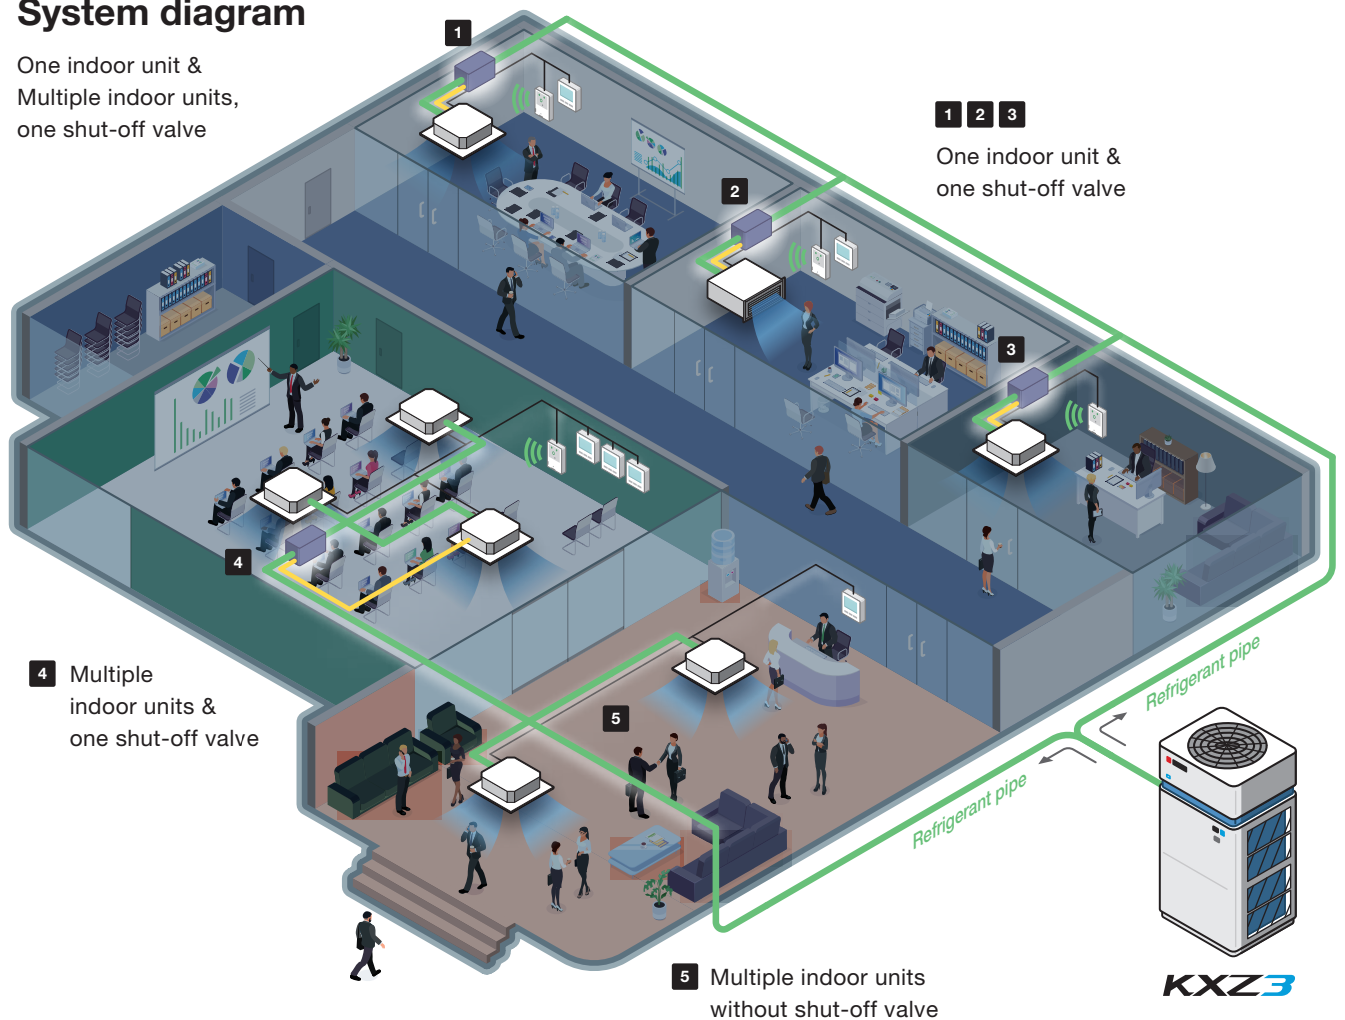 System diagram
One indoor unit &
Multiple indoor units,
one shut-off valve
1
1 2 3
One indoor unit &
one shut-off valve
2
3
4
4 Multiple
indoor units &
one shut-off valve
5
Refrigerant pipe
Refrigerant pipe
5 Multiple indoor units
without shut-off valve
KXZ3